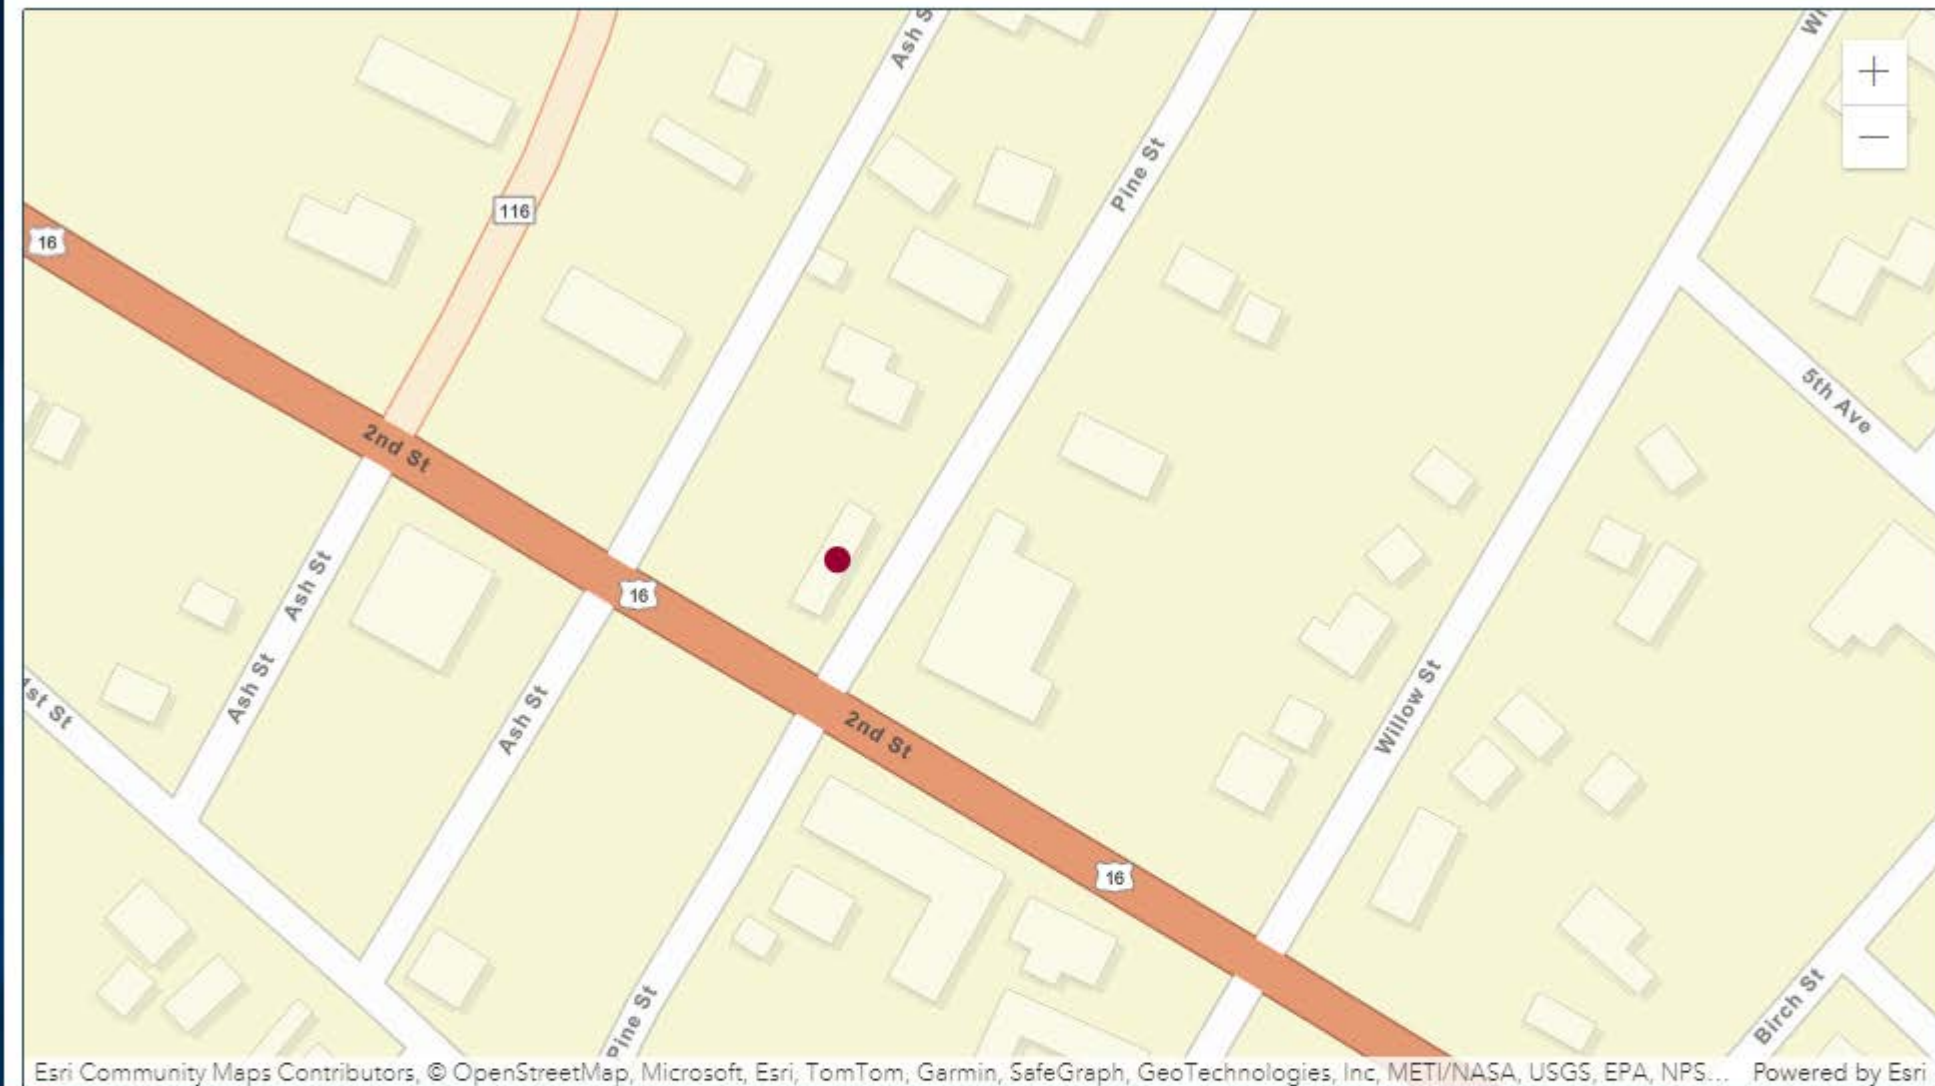 Ash S
Wi
+
Pine St
−
116
16
5th Ave
2nd St
Ash St
16
Ash St
1st St
Ash St
2nd St
Willow St
16
Pine St
Birch St
Esri Community Maps Contributors, © OpenStreetMap, Microsoft, Esri, TomTom, Garmin, SafeGraph, GeoTechnologies, Inc, METI/NASA, USGS, EPA, NPS... Powered by Esri